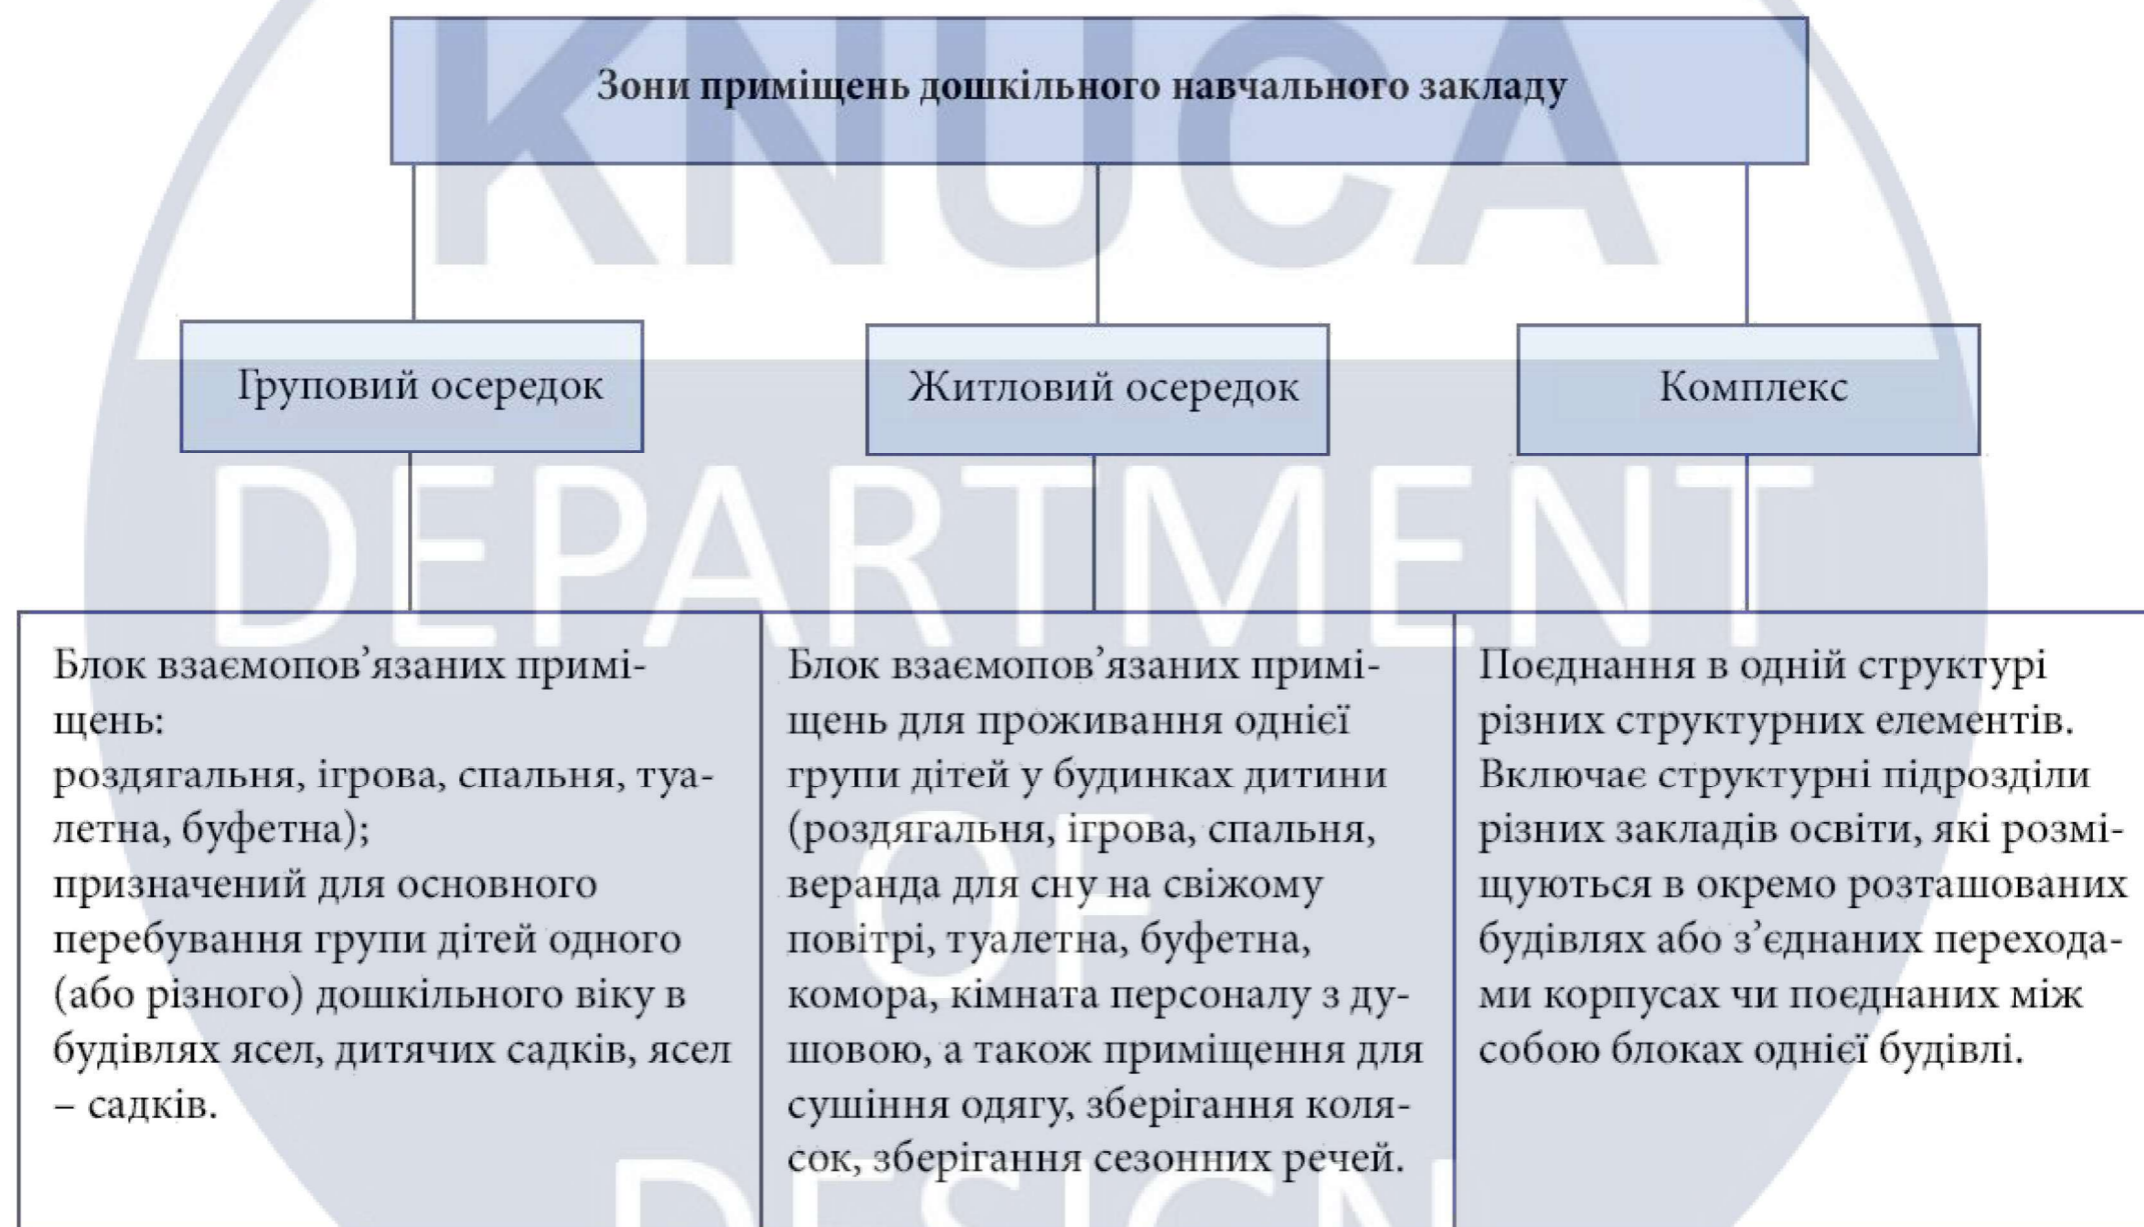 KNUCA
Зони приміщень дошкільного навчального закладу
Груповий осередок
Житловий осередок
Комплекс
DEPARTMENT
Блок взаємопов’язаних примі-
щень:
роздягальня, ігрова, спальня, туа-
летна, буфетна);
призначений для основного
перебування групи дітей одного
(або різного) дошкільного віку в
будівлях ясел, дитячих садків, ясел
– садків.
Блок взаємопов’язаних примі-
щень для проживання однієї
групи дітей у будинках дитини
(роздягальня, ігрова, спальня,
веранда для сну на свіжому
повітрі, туалетна, буфетна,
комора, кімната персоналу з ду-
шовою, а також приміщення для
сушіння одягу, зберігання коля-
сок, зберігання сезонних речей.
Поєднання в одній структурі
різних структурних елементів.
Включає структурні підрозділи
різних закладів освіти, які розмі-
щуються в окремо розташованих
будівлях або з’єднаних перехода-
ми корпусах чи поєднаних між
собою блоках однієї будівлі.
OF
DESIGN